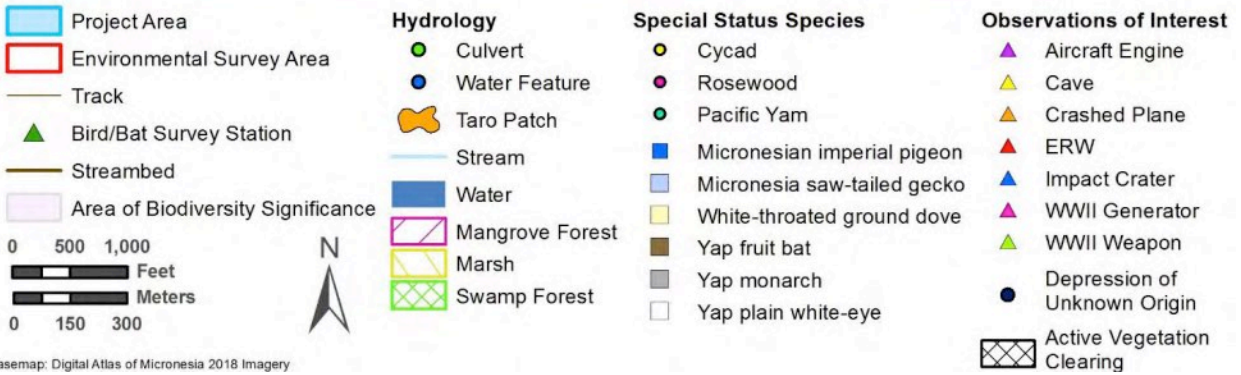 Project Area
Environmental Survey Area
Track
Bird/Bat Survey Station
Streambed
Area of Biodiversity Significance
0 500 1,000
Feet
Meters
0 150 300
N
asemap: Digital Atlas of Micronesia 2018 Imagery
Hydrology
Culvert
Water Feature
Taro Patch
Stream
Water
Mangrove Forest
Marsh
Swamp Forest
Special Status Species
Cycad
Rosewood
Pacific Yam
Micronesian imperial pigeon
Micronesia saw-tailed gecko
White-throated ground dove
Yap fruit bat
Yap monarch
Yap plain white-eye
Observations of Interest
Aircraft Engine
Cave
Crashed Plane
ERW
Impact Crater
WWII Generator
WWII Weapon
Depression of
Unknown Origin
Active Vegetation
Clearing